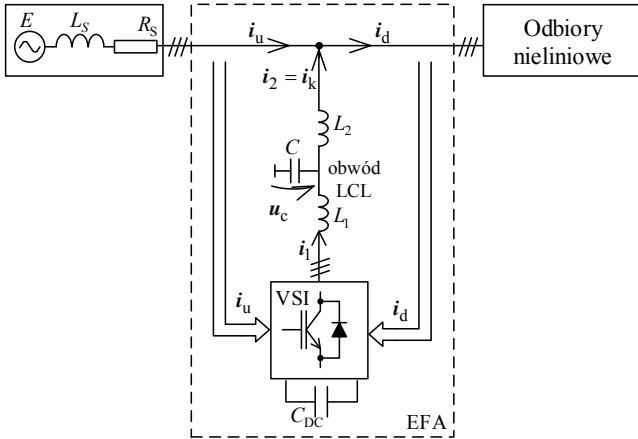 E
L_S
R_S
i_u
i_d
Odbiory
nieliniowe
i_2 = i_k
L_2
C
obwód
LCL
u_c
L_1
i_1
VSI
i_u
i_d
C_DC
EFA